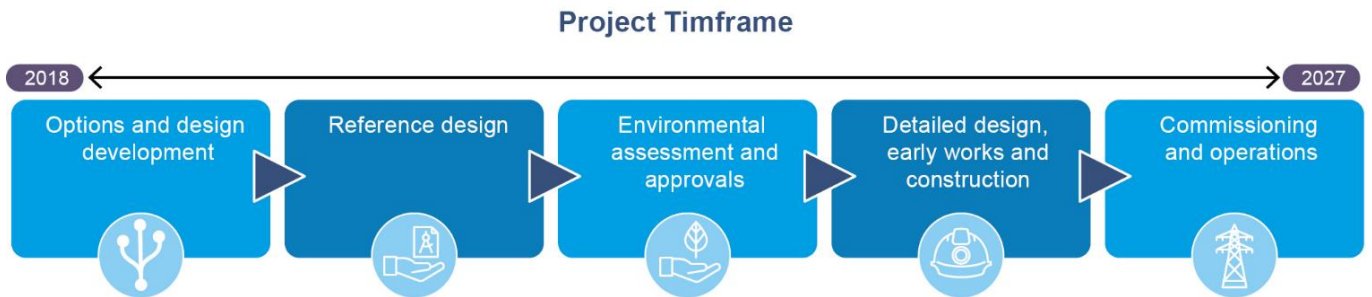 Project Timframe
2018
2027
Options and design
development
Reference design
Environmental
assessment and
approvals
Detailed design,
early works and
construction
Commissioning
and operations